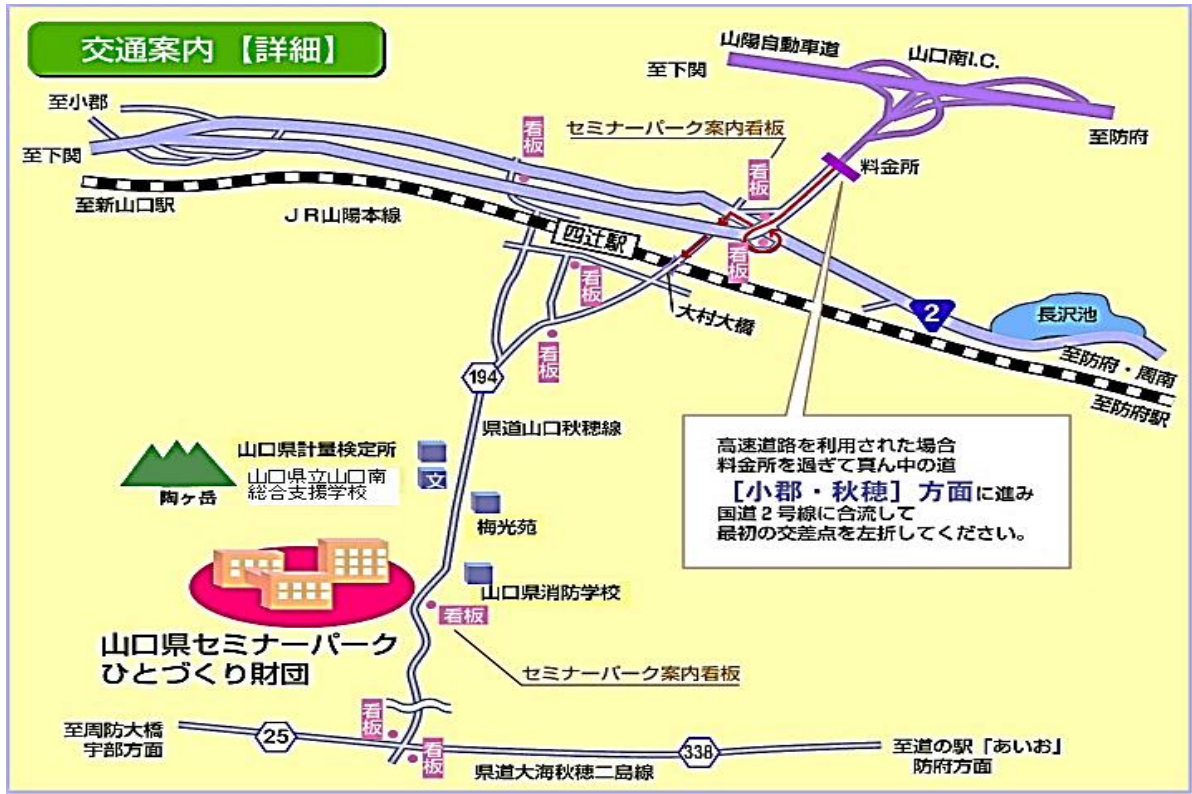 交通案内 【詳細】
山陽自動車道
山口南I.C.
至下関
至防府
至小郡
至下関
看板
セミナーパーク案内看板
看板
料金所
至新山口駅
JR山陽本線
四辻駅
看板
看板
大村大橋
2
長沢池
至防府・周南
至防府駅
看板
194
県道山口秋穂線
高速道路を利用された場合
料金所を過ぎて真ん中の道
［小郡・秋穂］方面に進み
国道2号線に合流して
最初の交差点を左折してください。
山口県計量検定所
陶ヶ岳
山口県立山口南
総合支援学校
文
梅光苑
山口県消防学校
看板
山口県セミナーパーク
ひとづくり財団
セミナーパーク案内看板
看板
至周防大橋
宇部方面
25
看板
県道大海秋穂二島線
338
至道の駅「あいお」
防府方面